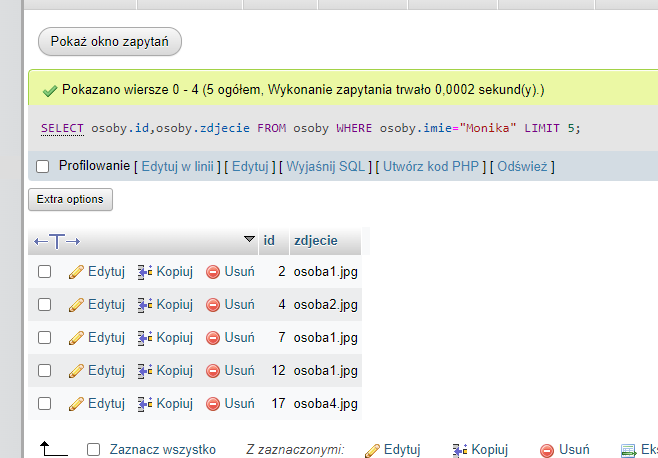 Pokaż okno zapytań
Pokazano wiersze 0 - 4 (5 ogółem, Wykonanie zapytania trwało 0,0002 sekund(y).)
SELECT osoby.id,osoby.zdjecie FROM osoby WHERE osoby.imie="Monika" LIMIT 5;
Profilowanie [ Edytuj w linii ] [ Edytuj ] [ Wyjaśnij SQL ] [ Utwórz kod PHP ] [ Odśwież ]
Extra options
←T→ id zdjecie
Edytuj Kopiuj Usuń 2 osoba1.jpg
Edytuj Kopiuj Usuń 4 osoba2.jpg
Edytuj Kopiuj Usuń 7 osoba1.jpg
Edytuj Kopiuj Usuń 12 osoba1.jpg
Edytuj Kopiuj Usuń 17 osoba4.jpg
Zaznacz wszystko Z zaznaczonymi: Edytuj Kopiuj Usuń Eks